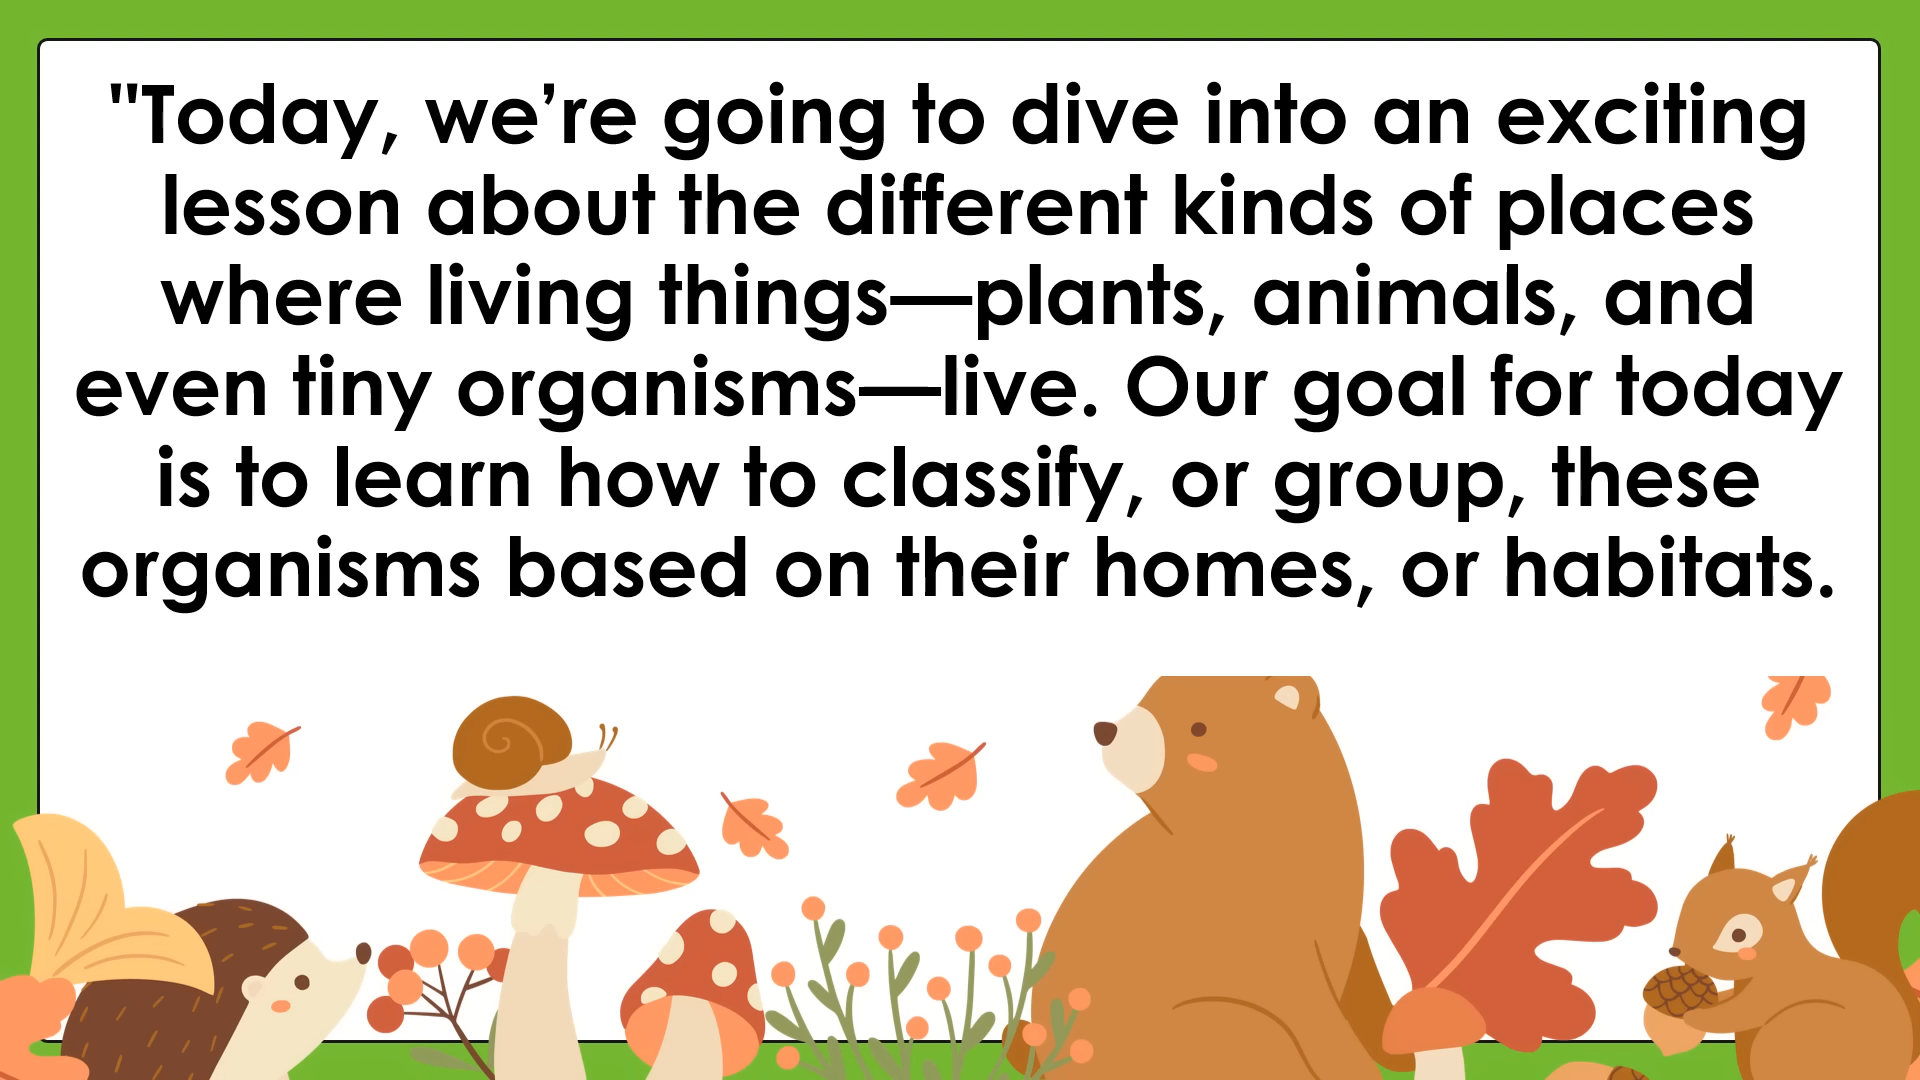 "Today, we’re going to dive into an exciting
lesson about the different kinds of places
where living things—plants, animals, and
even tiny organisms—live. Our goal for today
is to learn how to classify, or group, these
organisms based on their homes, or habitats.